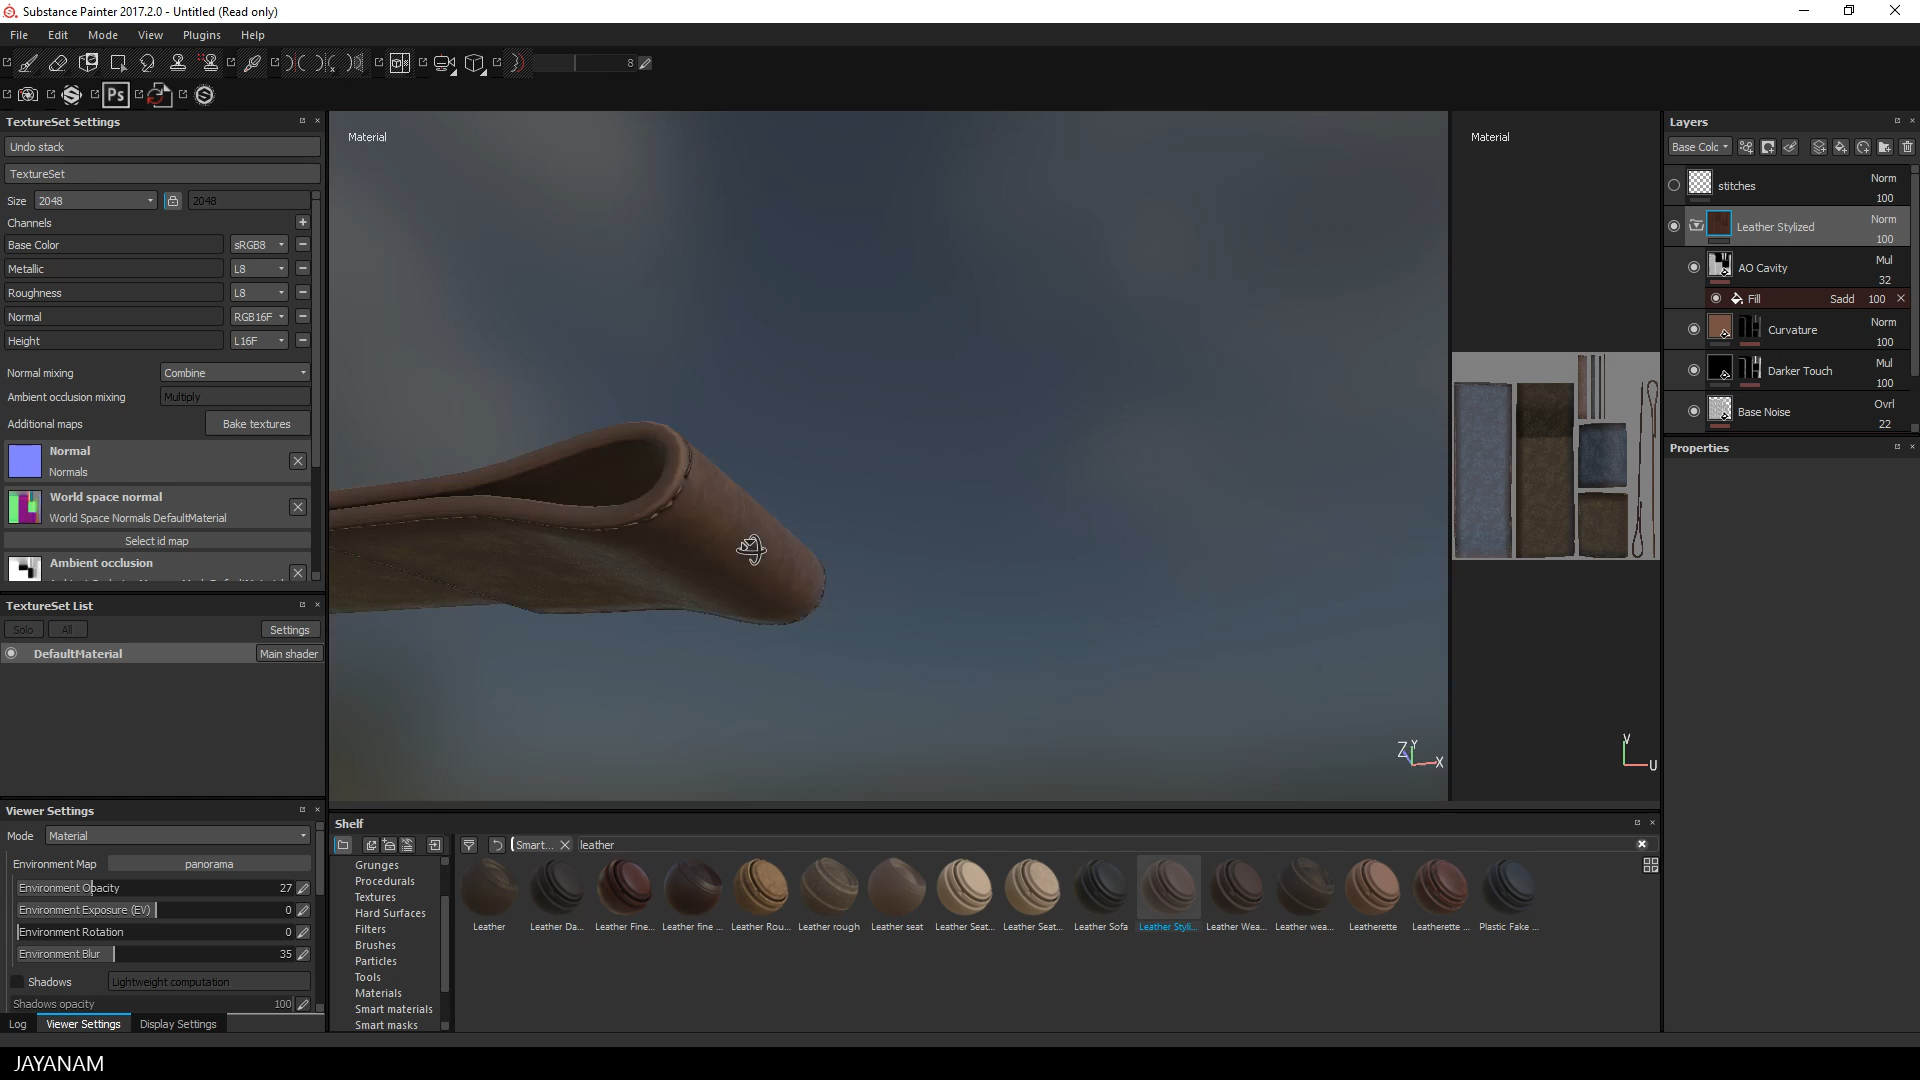 Substance Painter 2017.2.0 - Untitled (Read only)
File Edit Mode View Plugins Help
8
Ps
TextureSet Settings
Undo stack
TextureSet
Size 2048 2048
Channels
Base Color sRGB8
Metallic L8
Roughness L8
Normal RGB16F
Height L16F
Normal mixing Combine
Ambient occlusion mixing Multiply
Additional maps Bake textures
Normal
Normals
World space normal
World Space Normals DefaultMaterial
Select id map
Ambient occlusion
TextureSet List
Solo All Settings
DefaultMaterial Main shader
Viewer Settings
Mode Material
Environment Map panorama
Environment Opacity 27
Environment Exposure (EV) 0
Environment Rotation 0
Environment Blur 35
Shadows Lightweight computation
Shadows opacity 100
Log Viewer Settings Display Settings
Material
Z Y X
Material
V
U
Shelf
Smart... leather
Grunges
Procedurals
Textures
Hard Surfaces
Filters
Brushes
Particles
Tools
Materials
Smart materials
Smart masks
Leather Leather Da... Leather Fine... Leather fine ... Leather Rou... Leather rough Leather seat Leather Seat... Leather Seat... Leather Sofa Leather Styli... Leather Wea... Leather wea... Leatherette Leatherette ... Plastic Fake ...
Layers
Base Colo
stitches Norm 100
Leather Stylized Norm 100
AO Cavity Mul 32
Fill Sadd 100
Curvature Norm 100
Darker Touch Mul 100
Base Noise Ovrl 22
Properties
JAYANAM